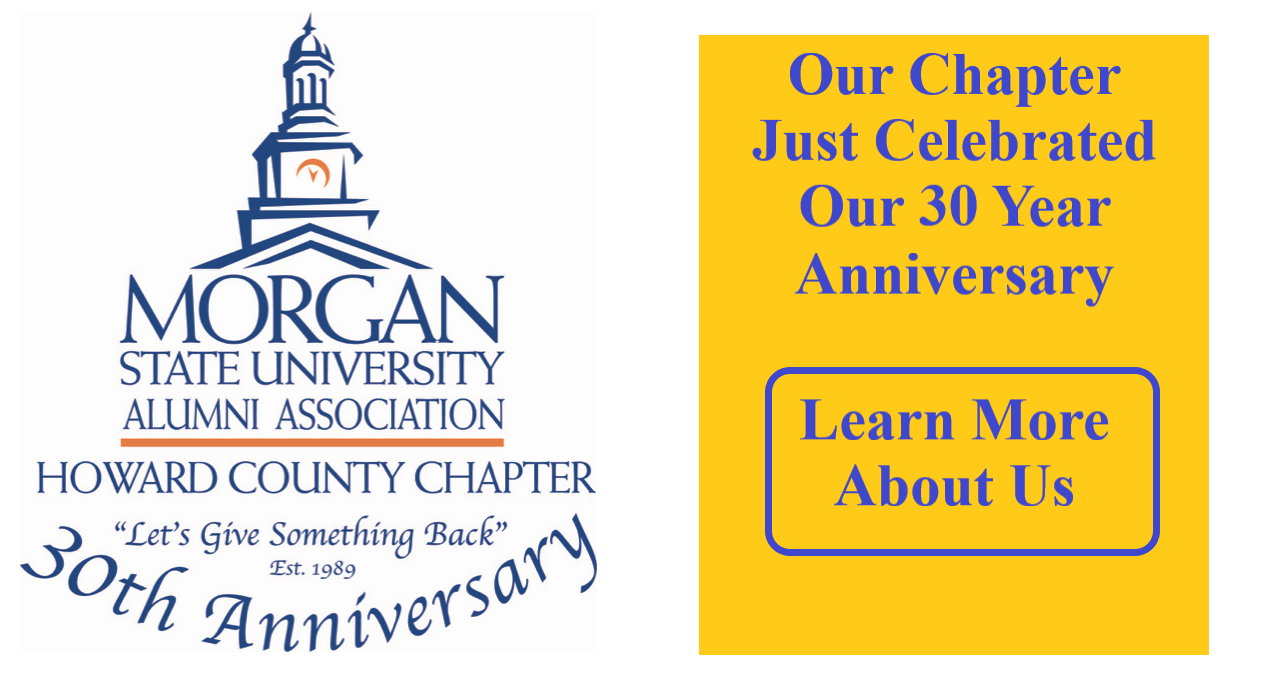 MORGAN
STATE UNIVERSITY
ALUMNI ASSOCIATION
HOWARD COUNTY CHAPTER
“Let’s Give Something Back”
Est. 1989
30th Anniversary
Our Chapter
Just Celebrated
Our 30 Year
Anniversary
Learn More
About Us